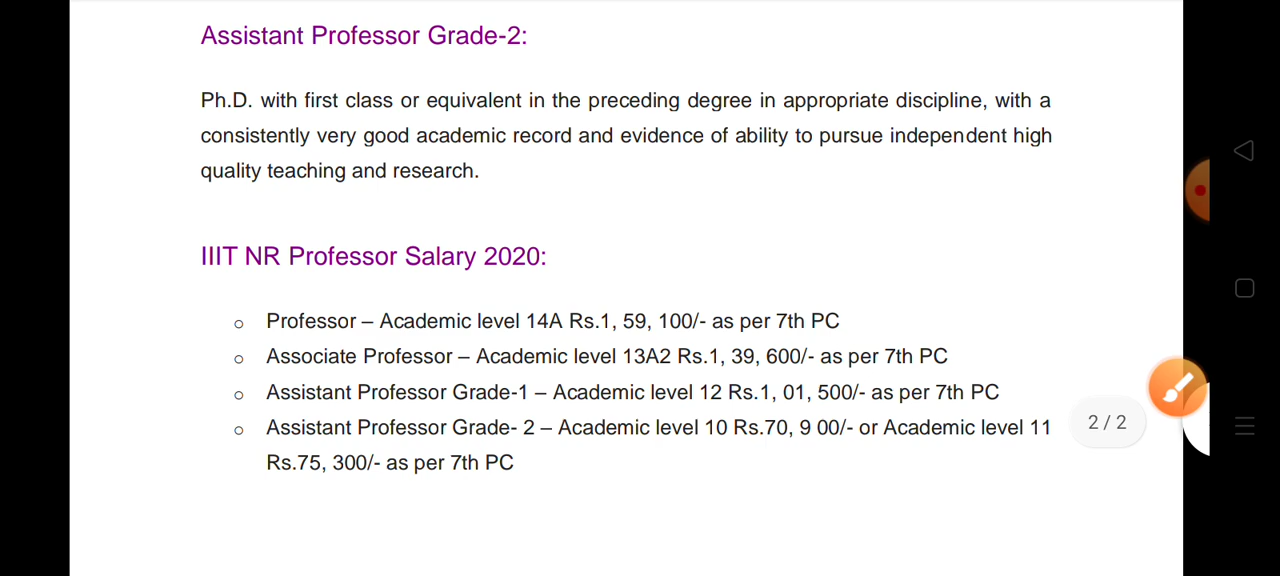 Assistant Professor Grade-2:
Ph.D. with first class or equivalent in the preceding degree in appropriate discipline, with a
consistently very good academic record and evidence of ability to pursue independent high
quality teaching and research.
IIIT NR Professor Salary 2020:
o Professor – Academic level 14A Rs.1, 59, 100/- as per 7th PC
o Associate Professor – Academic level 13A2 Rs.1, 39, 600/- as per 7th PC
o Assistant Professor Grade-1 – Academic level 12 Rs.1, 01, 500/- as per 7th PC
o Assistant Professor Grade- 2 – Academic level 10 Rs.70, 9 00/- or Academic level 11
Rs.75, 300/- as per 7th PC
2 / 2